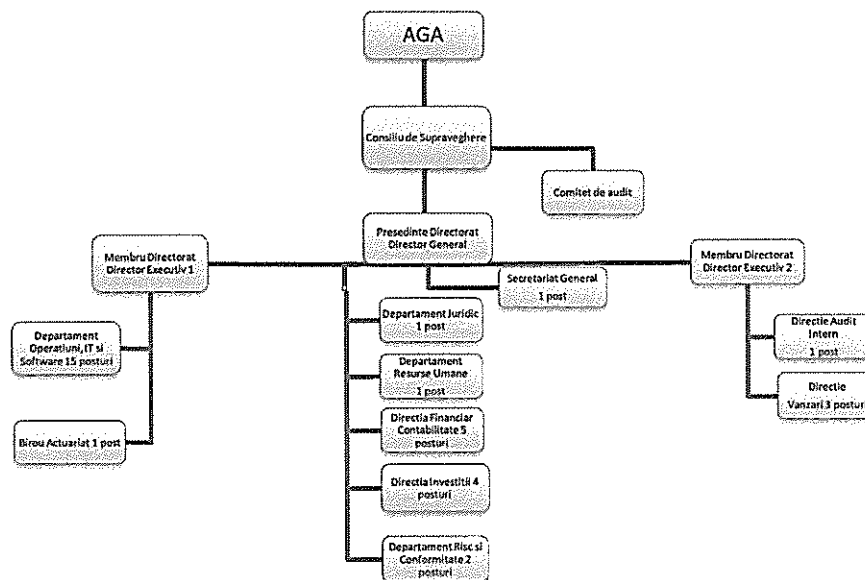 AGA
Consiliu de Supraveghere
Comitet de audit
Presedinte Directorat
Director General
Membru Directorat
Director Executiv 1
Membru Directorat
Director Executiv 2
Secretariat General
1 post
Departament Juridic
1 post
Departament
Resurse Umane
1 post
Directia Financiar
Contabilitate 5
posturi
Directia Investitii 4
posturi
Departament Risc si
Conformitate 2
posturi
Departament
Operatiuni, IT si
Software 15 posturi
Birou Actuariat 1 post
Directie Audit
Intern
1 post
Directie
Vanzari 3 posturi